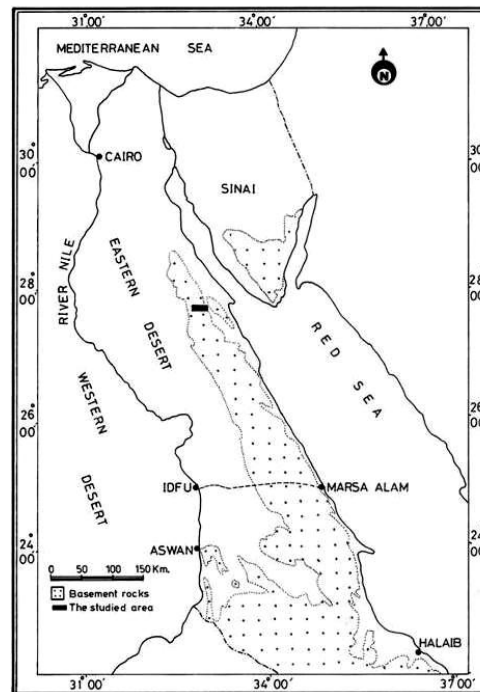 31°00' 34°00' 37°00'
MEDITERRANEAN SEA
N
30°00' CAIRO 30°00'
SINAI
RIVER NILE
EASTERN DESERT
28°00' 28°00'
RED SEA
WESTERN DESERT
26°00' 26°00'
IDFU MARSA ALAM
ASWAN
24°00' 24°00'
0 50 100 150 Km.
Basement rocks
The studied area
HALAIB
31°00' 34°00' 37°00'